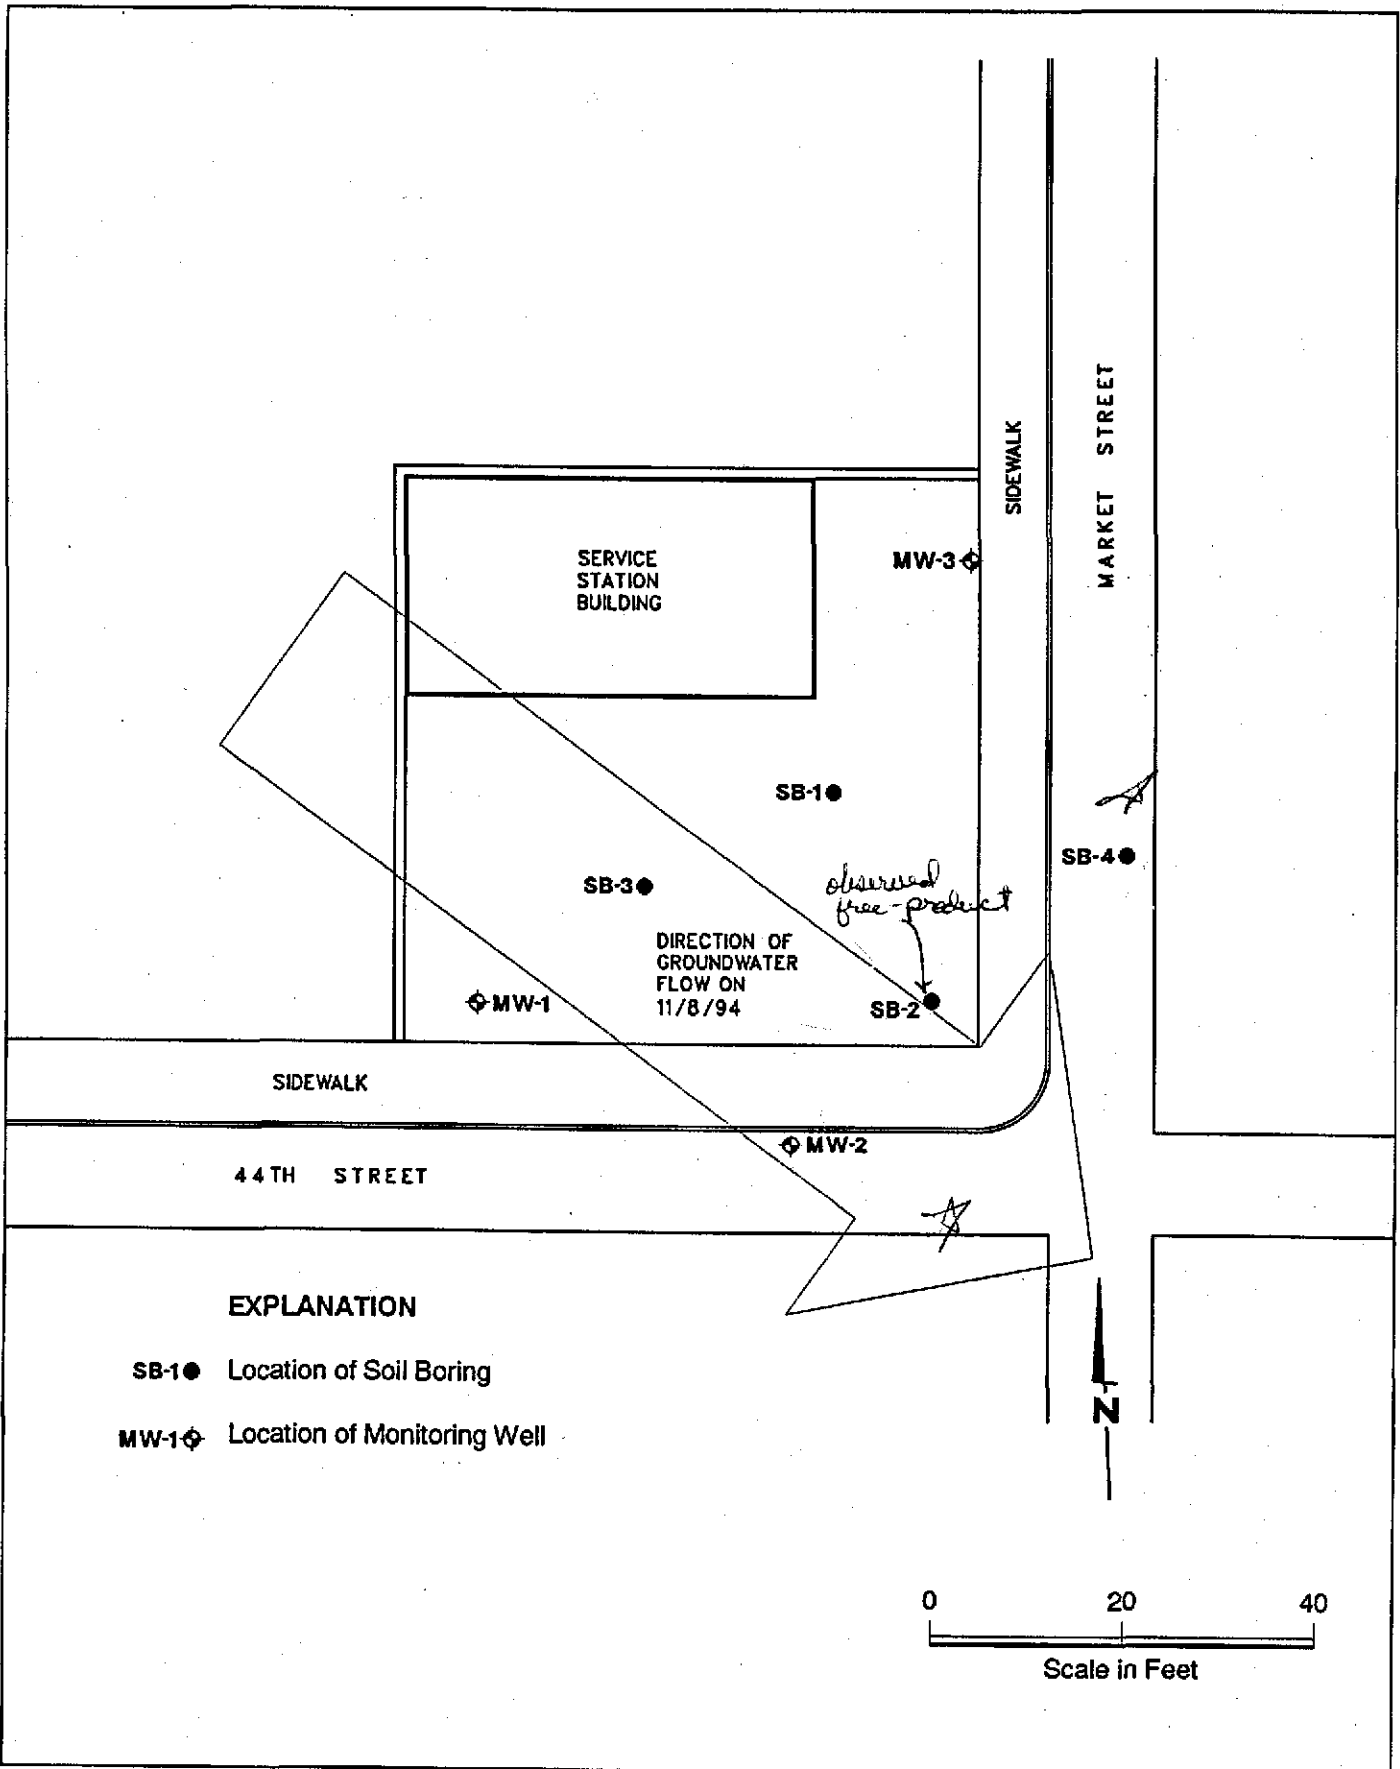 SIDEWALK
MARKET STREET
SERVICE
STATION
BUILDING
MW-3
SB-1
SB-4
SB-3
observed
free-product
DIRECTION OF
GROUNDWATER
FLOW ON
11/8/94
MW-1
SB-2
SIDEWALK
MW-2
44TH STREET
EXPLANATION
SB-1 Location of Soil Boring
MW-1 Location of Monitoring Well
N
0 20 40
Scale in Feet